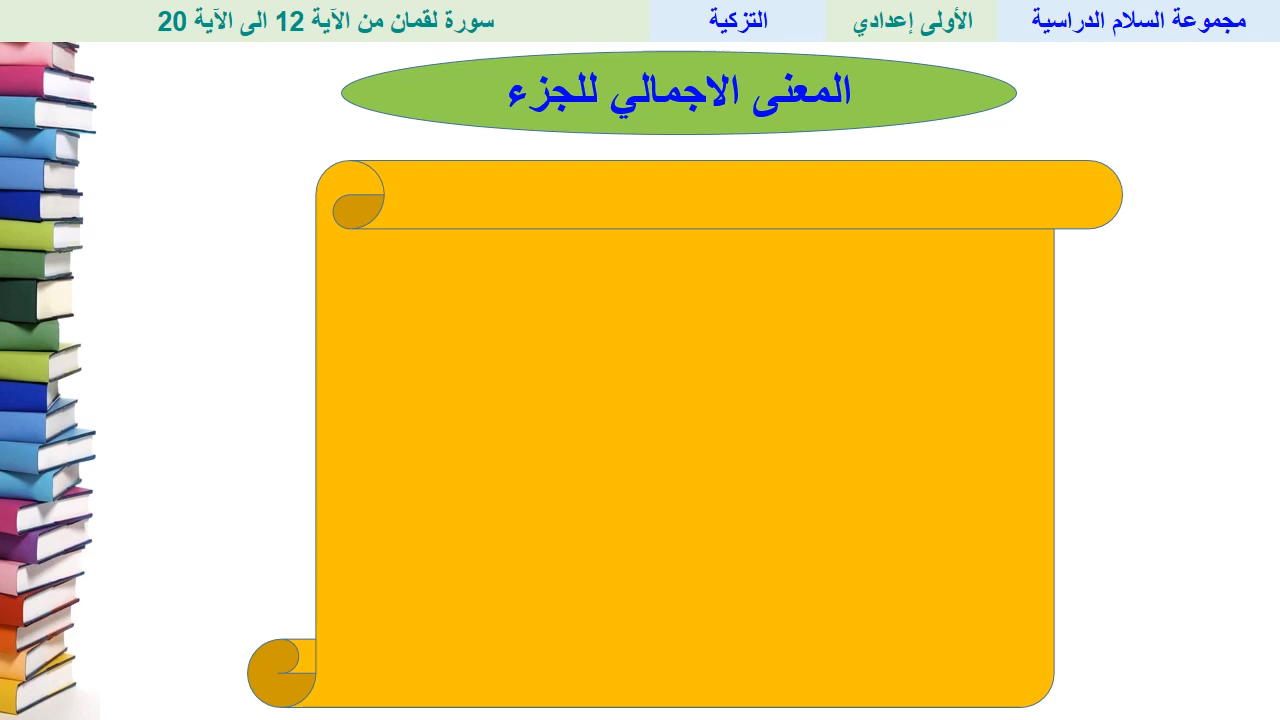 مجموعة السلام الدراسية الأولى إعدادي التزكية سورة لقمان من الآية 12 الى الآية 20
المعنى الاجمالي للجزء